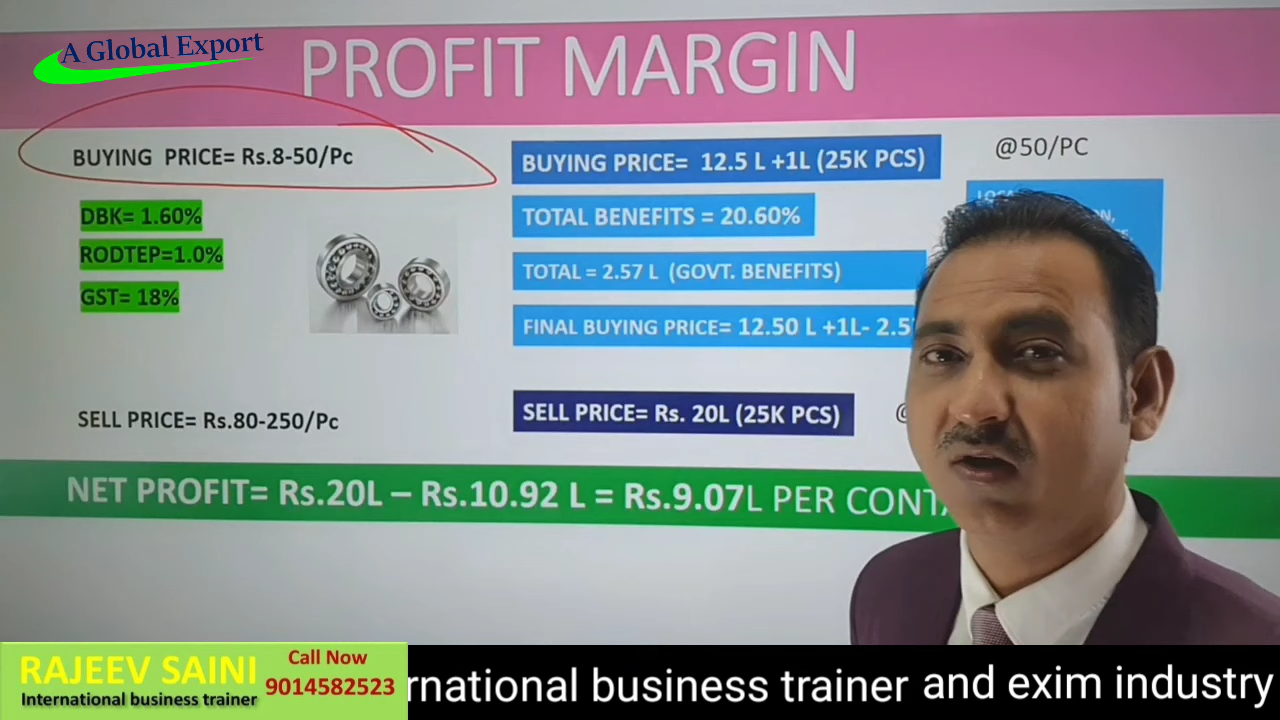 A Global Export
PROFIT MARGIN
BUYING PRICE= Rs.8-50/Pc
DBK= 1.60%
RODTEP=1.0%
GST= 18%
SELL PRICE= Rs.80-250/Pc
BUYING PRICE= 12.5 L +1L (25K PCS)
@50/PC
TOTAL BENEFITS = 20.60%
TOTAL = 2.57 L (GOVT. BENEFITS)
FINAL BUYING PRICE= 12.50 L +1L- 2.5
SELL PRICE= Rs. 20L (25K PCS)
NET PROFIT= Rs.20L – Rs.10.92 L = Rs.9.07L PER CONT
RAJEEV SAINI
International business trainer
Call Now
9014582523
rnational business trainer and exim industry